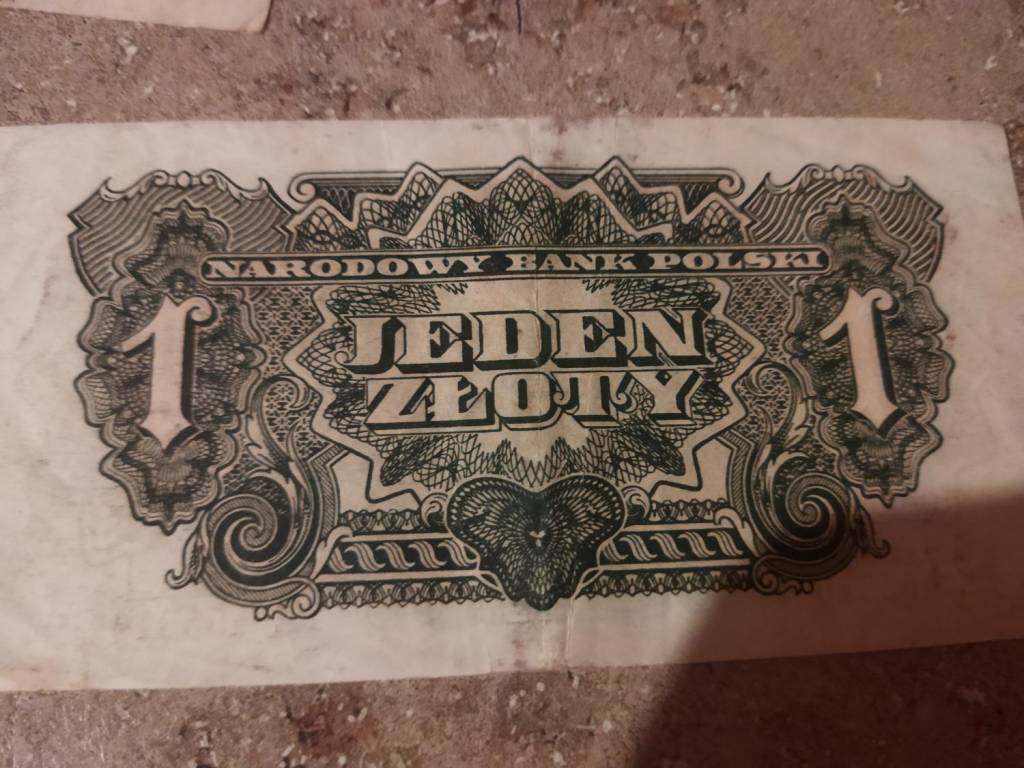 NARODOWY BANK POLSKI
JEDEN
ZŁOTY
1 1